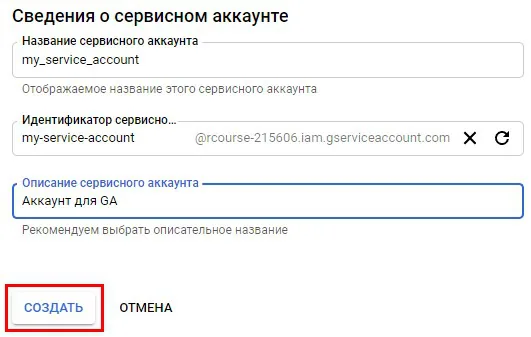 Сведения о сервисном аккаунте
Название сервисного аккаунта
my_service_account
Отображаемое название этого сервисного аккаунта
Идентификатор сервисно...
my-service-account @rcourse-215606.iam.gserviceaccount.com
Описание сервисного аккаунта
Аккаунт для GA
Рекомендуем выбрать описательное название
СОЗДАТЬ ОТМЕНА